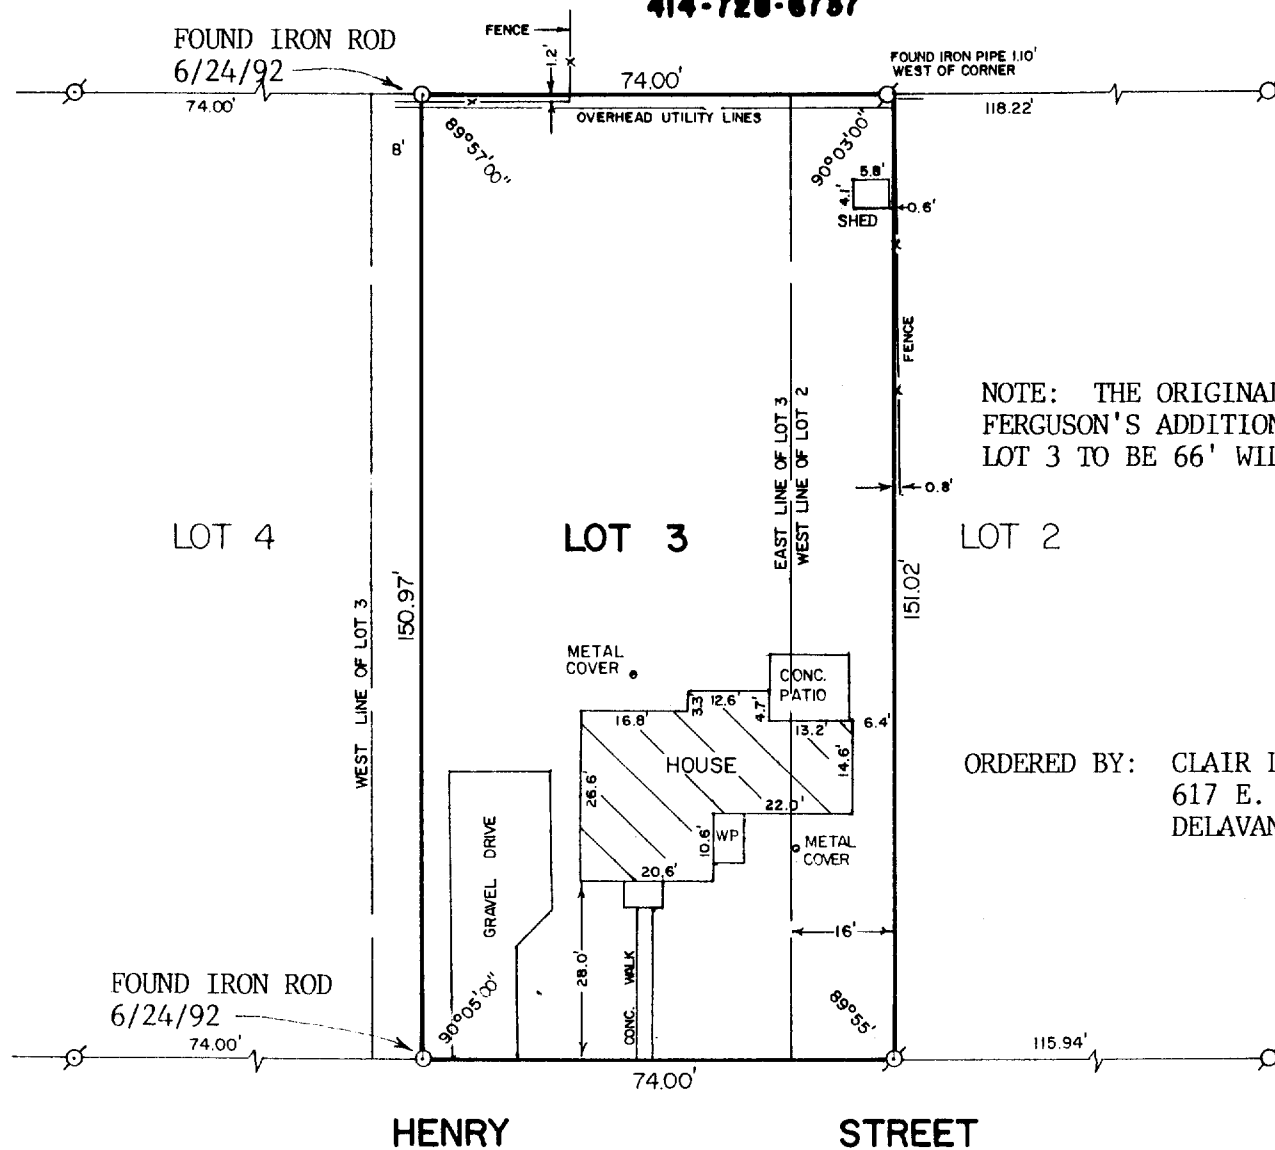 414-728-6757
FOUND IRON ROD
6/24/92
FENCE
1.2'
74.00'
FOUND IRON PIPE 1.10'
WEST OF CORNER
74.00'
OVERHEAD UTILITY LINES
118.22'
8'
89°57'00"
90°03'00"
5.8'
4.1'
SHED
0.6'
FENCE
NOTE: THE ORIGINAL
FERGUSON'S ADDITION
LOT 3 TO BE 66'
EAST LINE OF LOT 3
WEST LINE OF LOT 2
0.8'
LOT 4
LOT 3
LOT 2
150.97'
151.02'
WEST LINE OF LOT 3
METAL
COVER
CONC.
PATIO
16.8'
3.3'
12.6'
4.7'
13.2'
6.4'
14.6'
HOUSE
26.6'
22.0'
ORDERED BY: CLAIR
617 E.
DELAVAN
GRAVEL DRIVE
10.6'
WP
METAL
COVER
20.6'
16'
28.0'
CONC. WALK
FOUND IRON ROD
6/24/92
90°05'00"
89°55'
74.00'
115.94'
74.00'
HENRY STREET